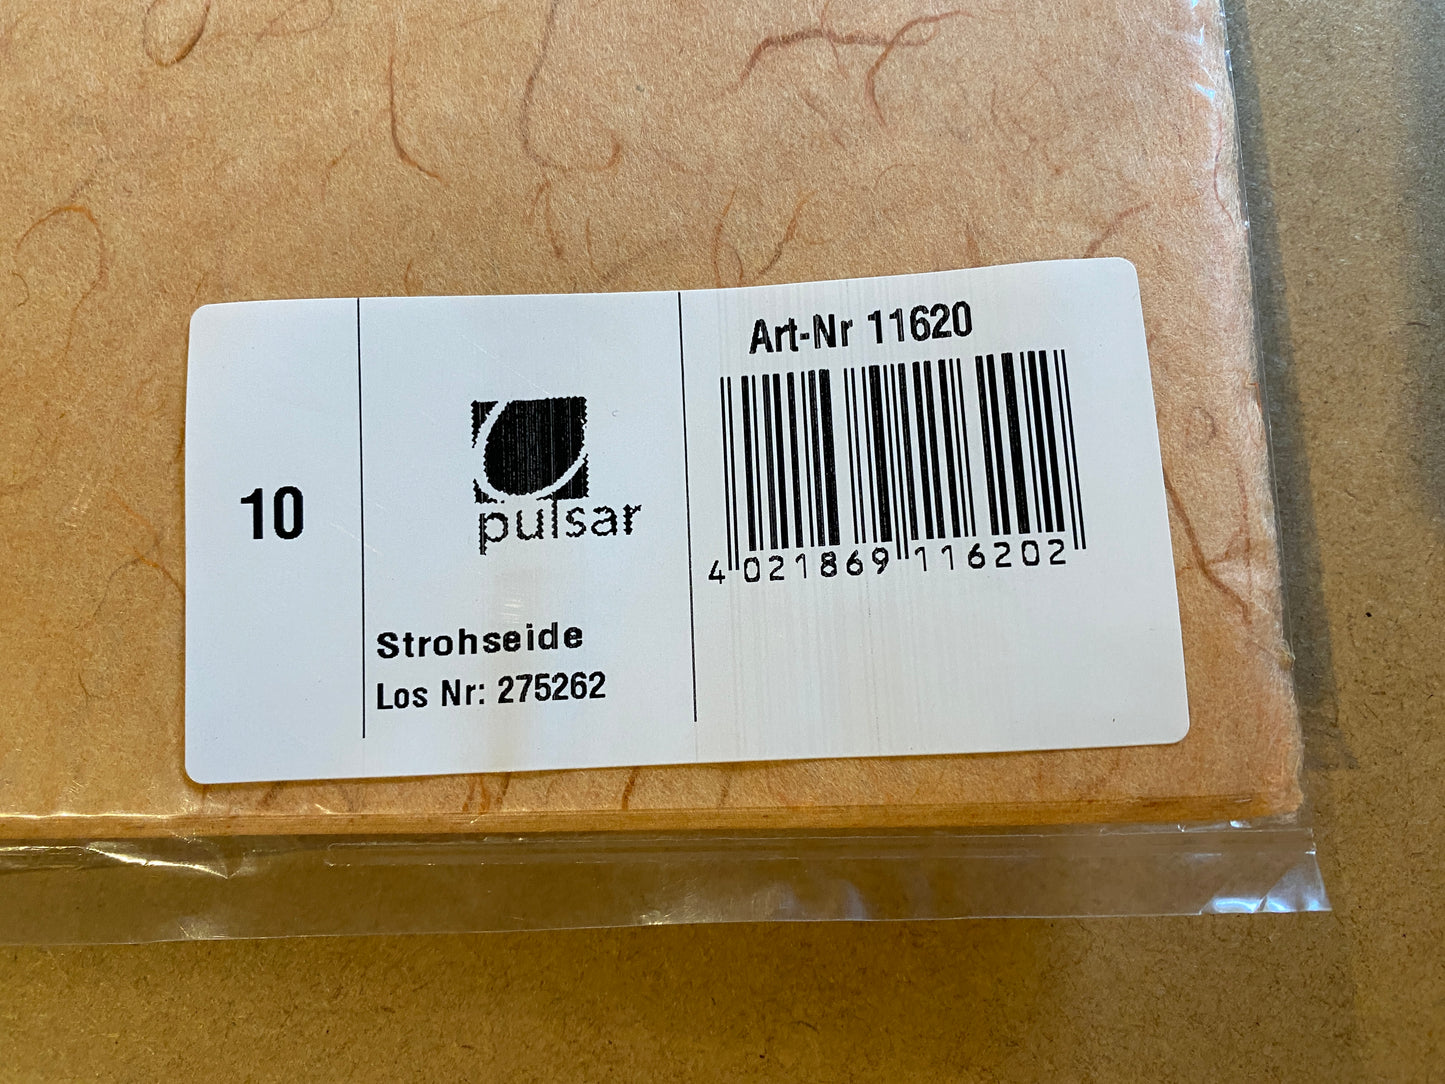 10
pulsar
Strohseide
Los Nr: 275262
Art-Nr 11620
4 021869 116202